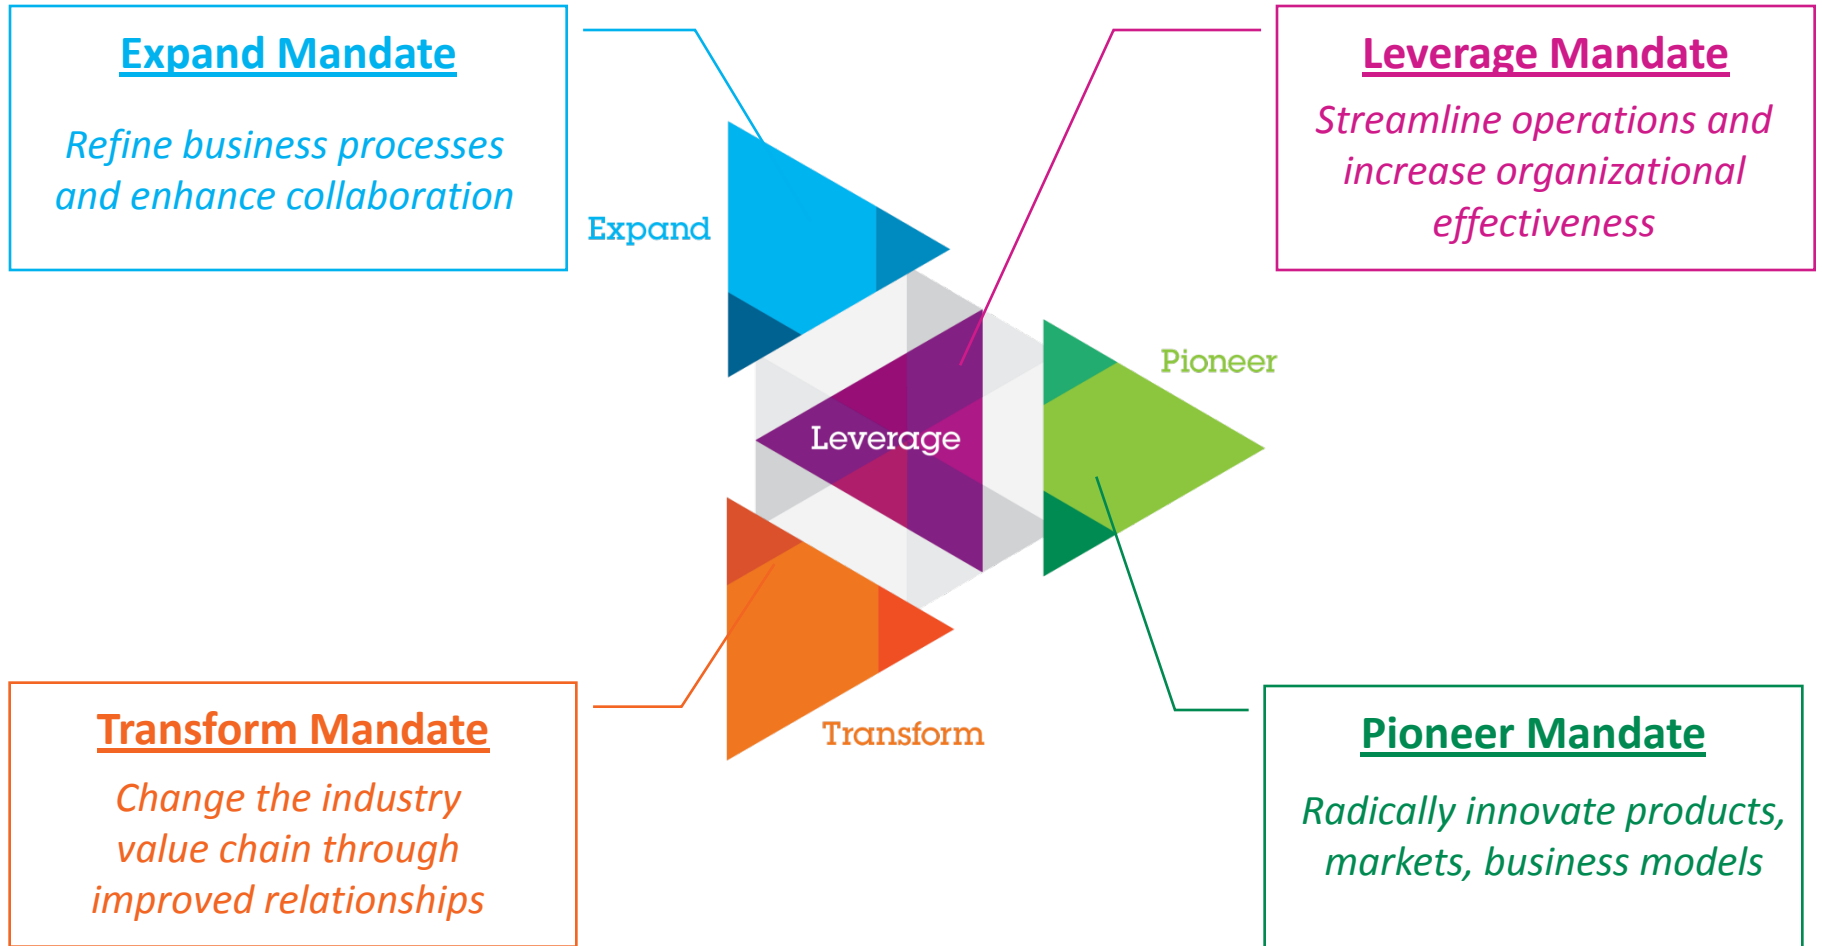 Expand Mandate
Refine business processes
and enhance collaboration
Leverage Mandate
Streamline operations and
increase organizational
effectiveness
Expand
Pioneer
Leverage
Transform
Transform Mandate
Change the industry
value chain through
improved relationships
Pioneer Mandate
Radically innovate products,
markets, business models